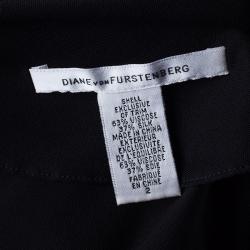 DIANE VON FURSTENBERG
SHELL
EXCLUSIVE
OF TRIM
63% VISCOSE
37% SILK
MADE IN CHINA
EXTERIEUR
EXCLUSIVITE
DE L'EQUILIBRE
63% VISCOSE
37% SOIE
FABRIQUE
EN CHINE
2